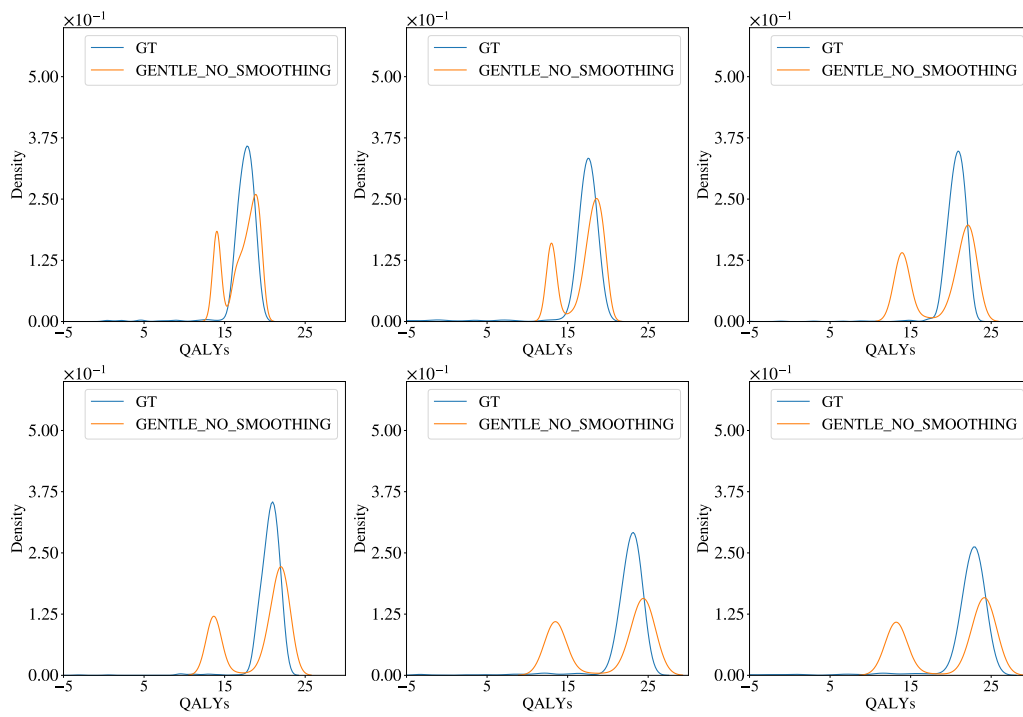 ×10⁻¹
GT
GENTLE_NO_SMOOTHING
5.00
3.75
2.50
1.25
0.00
Density
−5
5
15
25
QALYs
×10⁻¹
GT
GENTLE_NO_SMOOTHING
5.00
3.75
2.50
1.25
0.00
Density
−5
5
15
25
QALYs
×10⁻¹
GT
GENTLE_NO_SMOOTHING
5.00
3.75
2.50
1.25
0.00
Density
−5
5
15
25
QALYs
×10⁻¹
GT
GENTLE_NO_SMOOTHING
5.00
3.75
2.50
1.25
0.00
Density
−5
5
15
25
QALYs
×10⁻¹
GT
GENTLE_NO_SMOOTHING
5.00
3.75
2.50
1.25
0.00
Density
−5
5
15
25
QALYs
×10⁻¹
GT
GENTLE_NO_SMOOTHING
5.00
3.75
2.50
1.25
0.00
Density
−5
5
15
25
QALYs